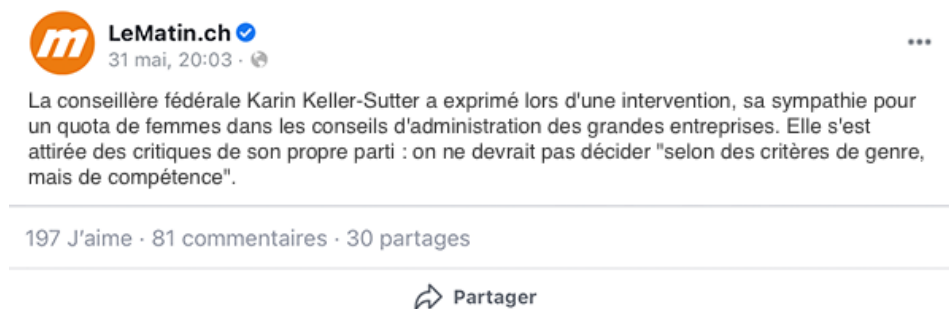 m
LeMatin.ch
31 mai, 20:03 ·
La conseillère fédérale Karin Keller-Sutter a exprimé lors d'une intervention, sa sympathie pour
un quota de femmes dans les conseils d'administration des grandes entreprises. Elle s'est
attirée des critiques de son propre parti : on ne devrait pas décider "selon des critères de genre,
mais de compétence".
197 J'aime · 81 commentaires · 30 partages
Partager